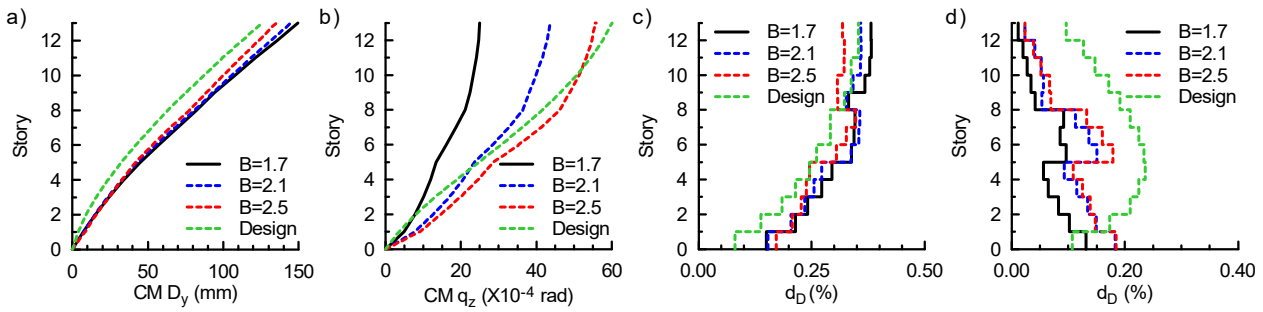 a)
Story
12
10
8
6
4
2
0
0
50
100
150
CM D_y (mm)
B=1.7
B=2.1
B=2.5
Design
b)
Story
12
10
8
6
4
2
0
0
20
40
60
CM q_z (X10^-4 rad)
B=1.7
B=2.1
B=2.5
Design
c)
Story
12
10
8
6
4
2
0
0.00
0.25
0.50
d_D (%)
B=1.7
B=2.1
B=2.5
Design
d)
Story
12
10
8
6
4
2
0
0.00
0.20
0.40
d_D (%)
B=1.7
B=2.1
B=2.5
Design